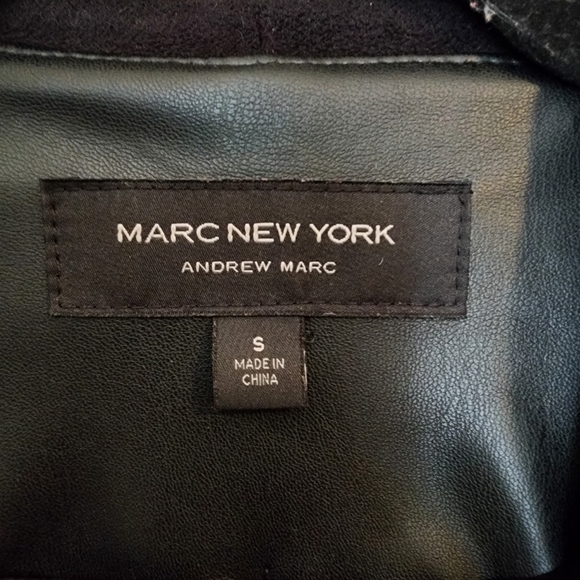 MARC NEW YORK
ANDREW MARC
S
MADE IN
CHINA